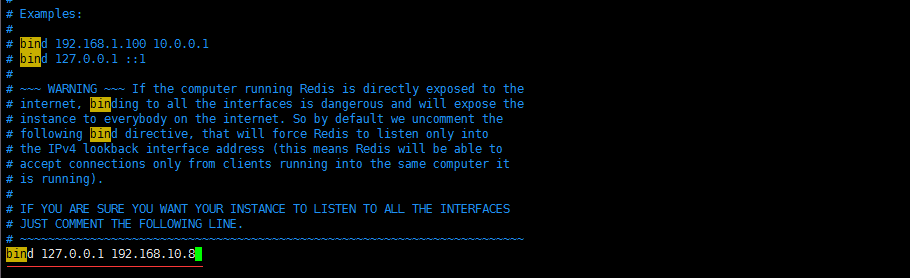 #
# Examples:
#
# bind 192.168.1.100 10.0.0.1
# bind 127.0.0.1 ::1
#
# ~~~ WARNING ~~~ If the computer running Redis is directly exposed to the
# internet, binding to all the interfaces is dangerous and will expose the
# instance to everybody on the internet. So by default we uncomment the
# following bind directive, that will force Redis to listen only into
# the IPv4 lookback interface address (this means Redis will be able to
# accept connections only from clients running into the same computer it
# is running).
#
# IF YOU ARE SURE YOU WANT YOUR INSTANCE TO LISTEN TO ALL THE INTERFACES
# JUST COMMENT THE FOLLOWING LINE.
# ~~~~~~~~~~~~~~~~~~~~~~~~~~~~~~~~~~~~~~~~~~~~~~~~~~~~~~~~~~~~~~~~~~~~~~~~
bind 127.0.0.1 192.168.10.8